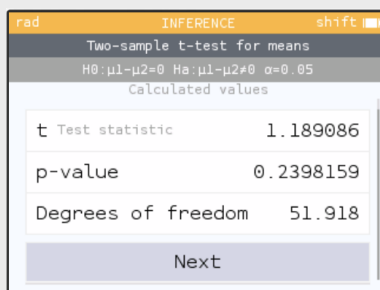 rad INFERENCE shift
Two-sample t-test for means
H0:μ1-μ2=0 Ha:μ1-μ2≠0 α=0.05
Calculated values
t Test statistic 1.189086
p-value 0.2398159
Degrees of freedom 51.918
Next